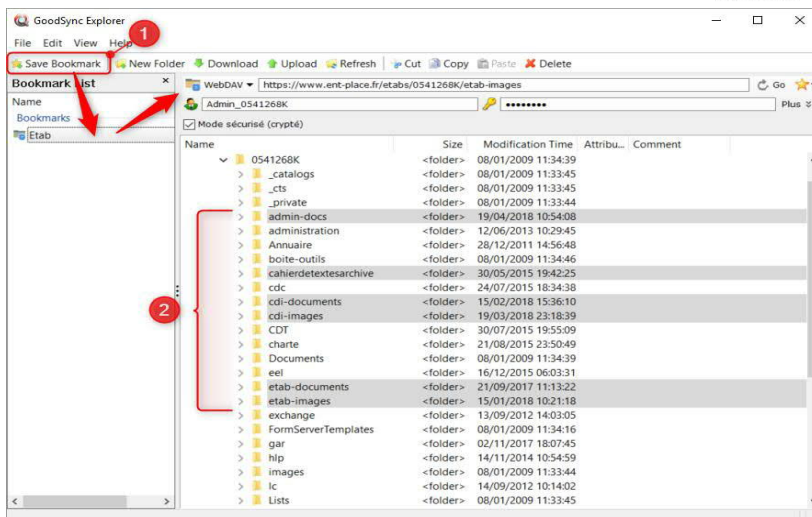 GoodSync Explorer
1
File Edit View Help
Save Bookmark New Folder Download Upload Refresh Cut Copy Paste Delete
Bookmark List ×
WebDAV https://www.ent-place.fr/etabs/0541268K/etab-images Go
Name
Admin_0541268K •••••••• Plus
Bookmarks
Mode sécurisé (crypté)
Etab
Name Size Modification Time Attribu... Comment
0541268K <folder> 08/01/2009 11:34:39
_catalogs <folder> 08/01/2009 11:33:45
_cts <folder> 08/01/2009 11:33:45
_private <folder> 08/01/2009 11:33:44
admin-docs <folder> 19/04/2018 10:54:08
administration <folder> 12/06/2013 10:29:45
Annuaire <folder> 28/12/2011 14:56:48
boite-outils <folder> 08/01/2009 11:34:46
cahierdetextesarchive <folder> 30/05/2015 19:42:25
cdc <folder> 24/07/2015 18:34:38
cdi-documents <folder> 15/02/2018 15:36:10
2
cdi-images <folder> 19/03/2018 23:18:39
CDT <folder> 30/07/2015 19:55:09
charte <folder> 21/08/2015 23:50:49
Documents <folder> 08/01/2009 11:34:39
eel <folder> 16/12/2015 06:03:31
etab-documents <folder> 21/09/2017 11:13:22
etab-images <folder> 15/01/2018 10:21:18
exchange <folder> 13/09/2012 14:03:05
FormServerTemplates <folder> 08/01/2009 11:34:16
gar <folder> 02/11/2017 18:07:45
hlp <folder> 14/11/2014 10:54:59
images <folder> 08/01/2009 11:33:44
lc <folder> 14/09/2012 10:14:02
Lists <folder> 08/01/2009 11:33:45